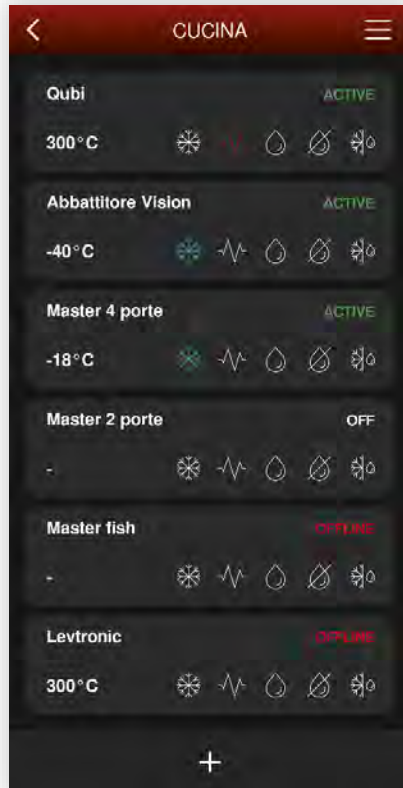 CUCINA
Qubi ACTIVE
300°C
Abbattitore Vision ACTIVE
-40°C
Master 4 porte ACTIVE
-18°C
Master 2 porte OFF
-
Master fish OFFLINE
-
Levtronic OFFLINE
300°C
+